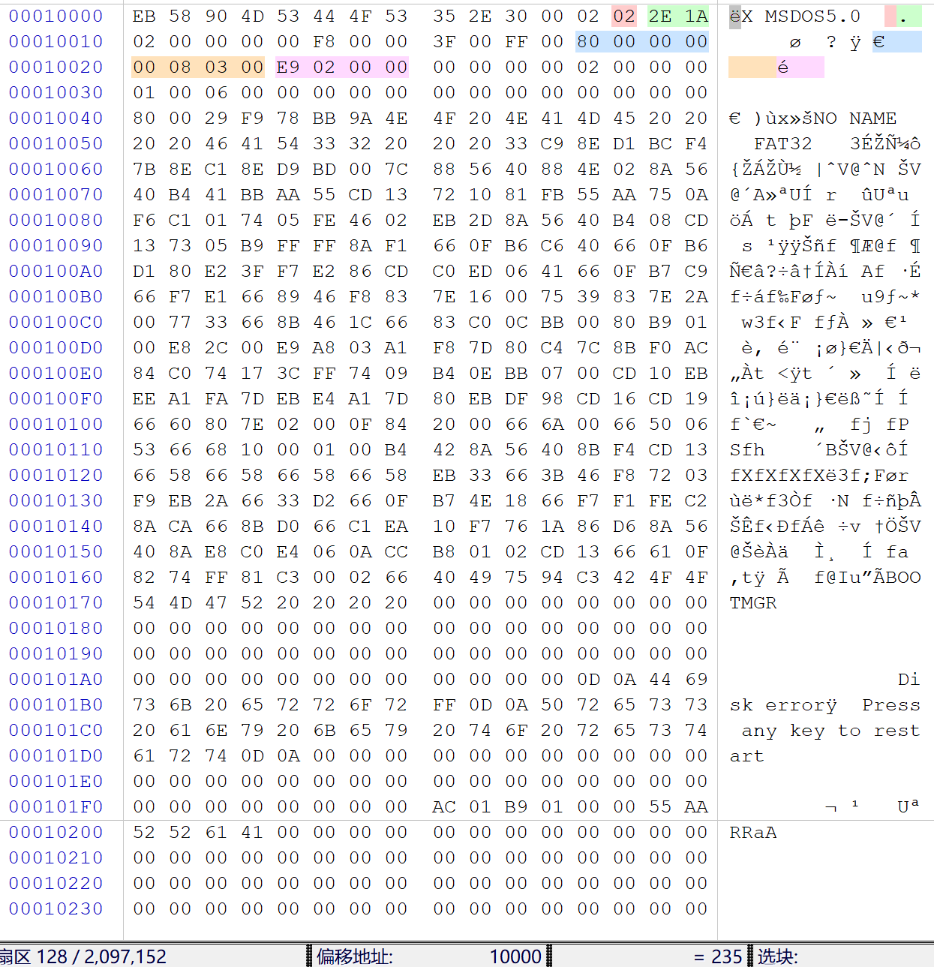 00010000 EB 58 90 4D 53 44 4F 53 35 2E 30 00 02 02 2E 1A ëX MSDOS5.0 .
00010010 02 00 00 00 00 F8 00 00 3F 00 FF 00 80 00 00 00 ø ? ÿ €
00010020 00 08 03 00 E9 02 00 00 00 00 00 00 02 00 00 00 é
00010030 01 00 06 00 00 00 00 00 00 00 00 00 00 00 00 00
00010040 80 00 29 F9 78 BB 9A 4E 4F 20 4E 41 4D 45 20 20 € )ùx»šNO NAME
00010050 20 20 46 41 54 33 32 20 20 20 33 C9 8E D1 BC F4 FAT32 3ÉŽÑ¼ô
00010060 7B 8E C1 8E D9 BD 00 7C 88 56 40 88 4E 02 8A 56 {ŽÁŽÙ½ |ˆV@ˆN ŠV
00010070 40 B4 41 BB AA 55 CD 13 72 10 81 FB 55 AA 75 0A @´A»ªUÍ r ûUªu
00010080 F6 C1 01 74 05 FE 46 02 EB 2D 8A 56 40 B4 08 CD öÁ t þF ë-ŠV@´ Í
00010090 13 73 05 B9 FF FF 8A F1 66 0F B6 C6 40 66 0F B6 s ¹ÿÿŠñf ¶Æ@f ¶
000100A0 D1 80 E2 3F F7 E2 86 CD C0 ED 06 41 66 0F B7 C9 Ñ€â?÷â†ÍÀí Af ·É
000100B0 66 F7 E1 66 89 46 F8 83 7E 16 00 75 39 83 7E 2A f÷áf‰Føƒ~ u9ƒ~*
000100C0 00 77 33 66 8B 46 1C 66 83 C0 0C BB 00 80 B9 01 w3f‹F fƒÀ » €¹
000100D0 00 E8 2C 00 E9 A8 03 A1 F8 7D 80 C4 7C 8B F0 AC è, é¨ ¡ø}€Ä|‹ð¬
000100E0 84 C0 74 17 3C FF 74 09 B4 0E BB 07 00 CD 10 EB „Àt <ÿt ´ » Í ë
000100F0 EE A1 FA 7D EB E4 A1 7D 80 EB DF 98 CD 16 CD 19 î¡ú}ëä¡}€ëß˜Í Í
00010100 66 60 80 7E 02 00 0F 84 20 00 66 6A 00 66 50 06 f`€~ „ fj fP
00010110 53 66 68 10 00 01 00 B4 42 8A 56 40 8B F4 CD 13 Sfh ´BŠV@‹ôÍ
00010120 66 58 66 58 66 58 66 58 EB 33 66 3B 46 F8 72 03 fXfXfXfXë3f;Før
00010130 F9 EB 2A 66 33 D2 66 0F B7 4E 18 66 F7 F1 FE C2 ùë*f3Òf ·N f÷ñþÂ
00010140 8A CA 66 8B D0 66 C1 EA 10 F7 76 1A 86 D6 8A 56 ŠÊf‹ÐfÁê ÷v †ÖŠV
00010150 40 8A E8 C0 E4 06 0A CC B8 01 02 CD 13 66 61 0F @ŠèÀä Ì¸ Í fa
00010160 82 74 FF 81 C3 00 02 66 40 49 75 94 C3 42 4F 4F ‚tÿ Ã f@Iu”ÃBOO
00010170 54 4D 47 52 20 20 20 20 00 00 00 00 00 00 00 00 TMGR
00010180 00 00 00 00 00 00 00 00 00 00 00 00 00 00 00 00
00010190 00 00 00 00 00 00 00 00 00 00 00 00 00 00 00 00
000101A0 00 00 00 00 00 00 00 00 00 00 00 00 0D 0A 44 69 Di
000101B0 73 6B 20 65 72 72 6F 72 FF 0D 0A 50 72 65 73 73 sk errorÿ Press
000101C0 20 61 6E 79 20 6B 65 79 20 74 6F 20 72 65 73 74 any key to rest
000101D0 61 72 74 0D 0A 00 00 00 00 00 00 00 00 00 00 00 art
000101E0 00 00 00 00 00 00 00 00 00 00 00 00 00 00 00 00
000101F0 00 00 00 00 00 00 00 00 AC 01 B9 01 00 00 55 AA ¬ ¹ Uª
00010200 52 52 61 41 00 00 00 00 00 00 00 00 00 00 00 00 RRaA
00010210 00 00 00 00 00 00 00 00 00 00 00 00 00 00 00 00
00010220 00 00 00 00 00 00 00 00 00 00 00 00 00 00 00 00
00010230 00 00 00 00 00 00 00 00 00 00 00 00 00 00 00 00
扇区 128 / 2,097,152 偏移地址: 10000 = 235 选块: